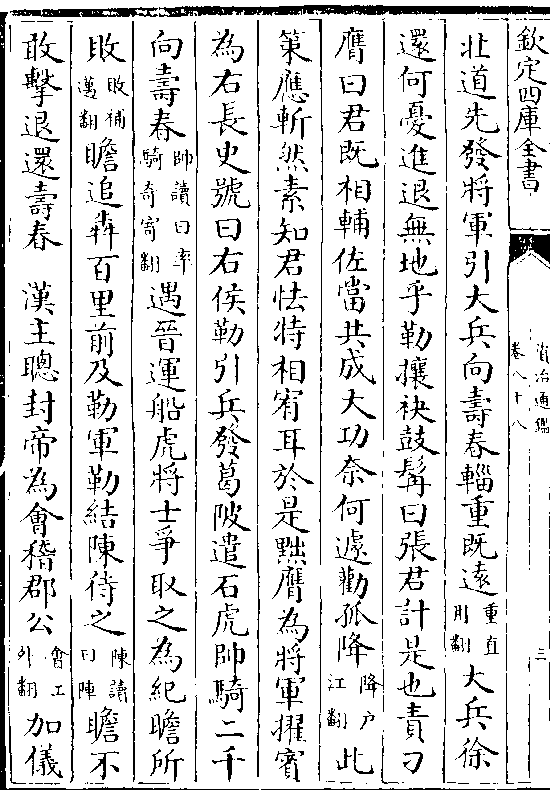 欽定四庫全書
資治通鑑
卷八十八
三
北道先發將軍引大兵向壽春輜重既遠重直用翻大兵徐
還何憂進退無地乎勒攘袂鼓髯曰張君計是也責刁
膺曰君既相輔佐當共成大功奈何遽勸孤降降户江翻此
策應斬然素知君怯特相宥耳於是黜膺為將軍擢賓
為右長史號曰右侯勒引兵發葛陂遣石虎帥騎二千
向壽春帥讀曰率騎奇寄翻遇晉運船虎將士爭取之為紀瞻所
敗敗補邁翻瞻追犇百里前及勒軍勒結陳待之陳讀曰陣瞻不
敢擊退還壽春　漢主聰封帝為會稽郡公會工外翻加儀